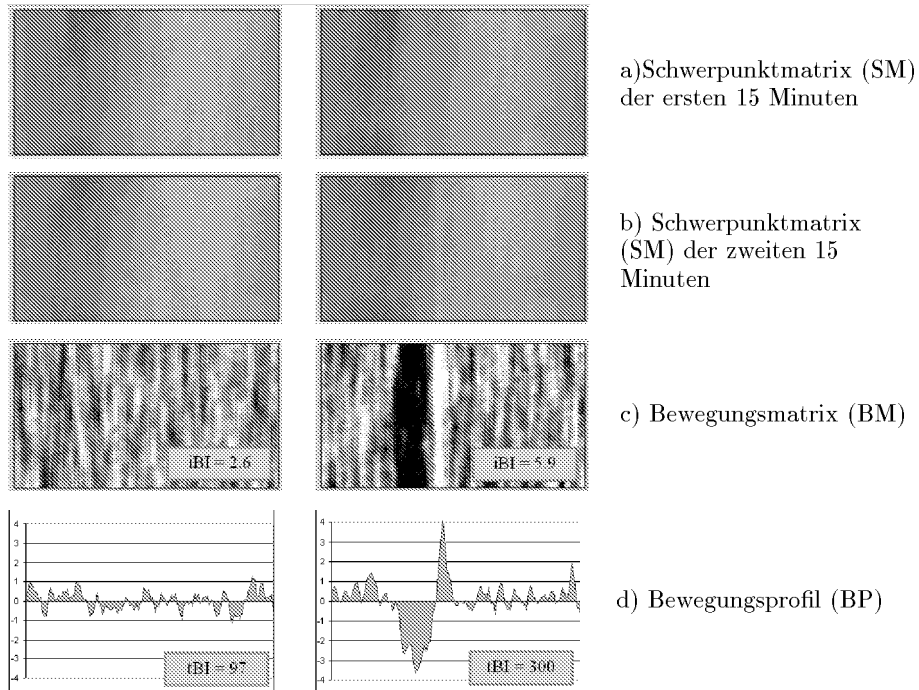 a)Schwerpunktmatrix (SM)
der ersten 15 Minuten
b) Schwerpunktmatrix
(SM) der zweiten 15
Minuten
iBI = 2.6
iBI = 5.9
c) Bewegungsmatrix (BM)
4
3
2
1
0
-1
-2
-3
-4
tBI = 97
4
3
2
1
0
-1
-2
-3
-4
tBI = 300
d) Bewegungsprofil (BP)